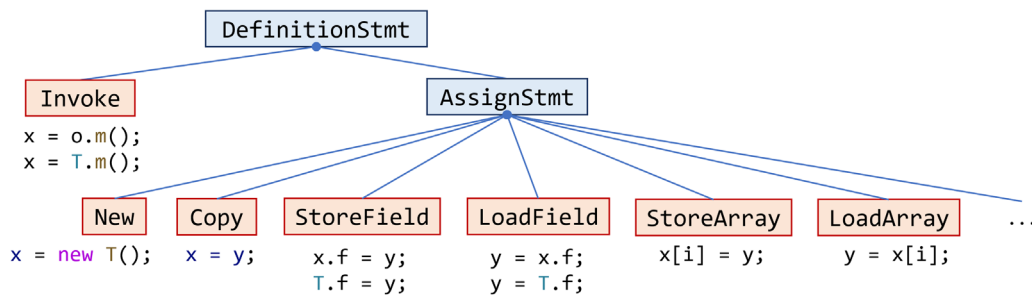 DefinitionStmt
Invoke
AssignStmt
x = o.m();
x = T.m();
New
Copy
StoreField
LoadField
StoreArray
LoadArray
...
x = new T();
x = y;
x.f = y;
y = x.f;
x[i] = y;
y = x[i];
T.f = y;
y = T.f;